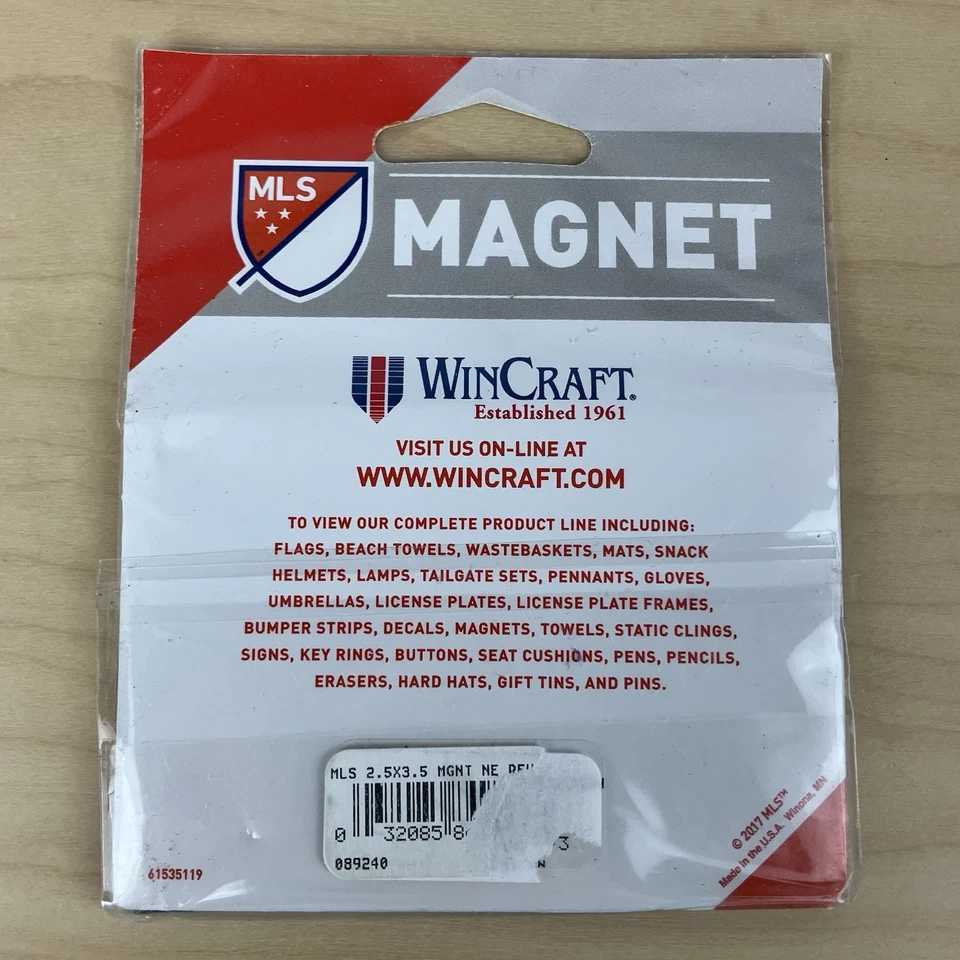 MLS
MAGNET
WINCRAFT®
Established 1961
VISIT US ON-LINE AT
WWW.WINCRAFT.COM
TO VIEW OUR COMPLETE PRODUCT LINE INCLUDING:
FLAGS, BEACH TOWELS, WASTEBASKETS, MATS, SNACK
HELMETS, LAMPS, TAILGATE SETS, PENNANTS, GLOVES,
UMBRELLAS, LICENSE PLATES, LICENSE PLATE FRAMES,
BUMPER STRIPS, DECALS, MAGNETS, TOWELS, STATIC CLINGS,
SIGNS, KEY RINGS, BUTTONS, SEAT CUSHIONS, PENS, PENCILS,
ERASERS, HARD HATS, GIFT TINS, AND PINS.
MLS 2.5X3.5 MGNT NE
0 32085 8 3
089240 N
61535119
© 2017 MLS™
Made in the U.S.A. Winona, MN